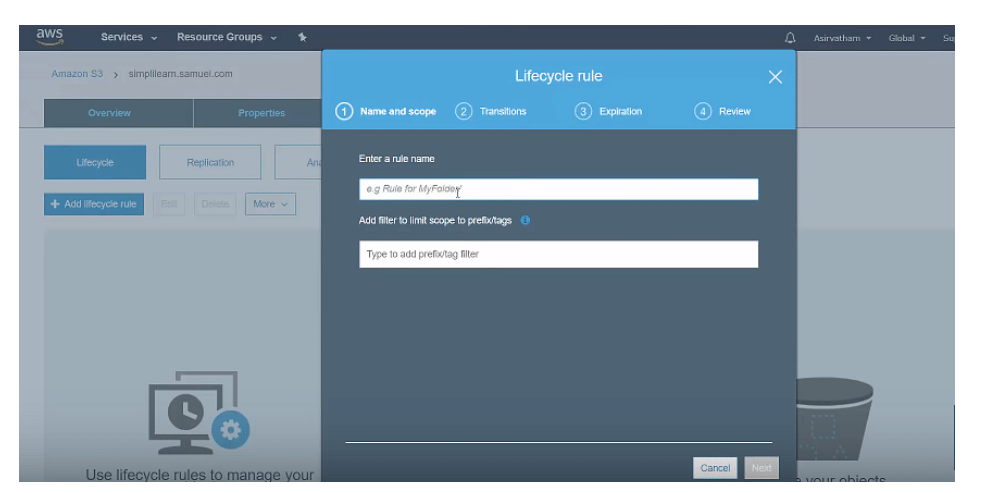 aws Services Resource Groups Asirvatham Global Su
Amazon S3 > simplilearn.samuel.com
Overview Properties
Lifecycle Replication Ana
+ Add lifecycle rule Edit Delete More
Use lifecycle rules to manage your
your objects
Lifecycle rule
1 Name and scope 2 Transitions 3 Expiration 4 Review
Enter a rule name
e.g Rule for MyFolder
Add filter to limit scope to prefix/tags
Type to add prefix/tag filter
Cancel Next